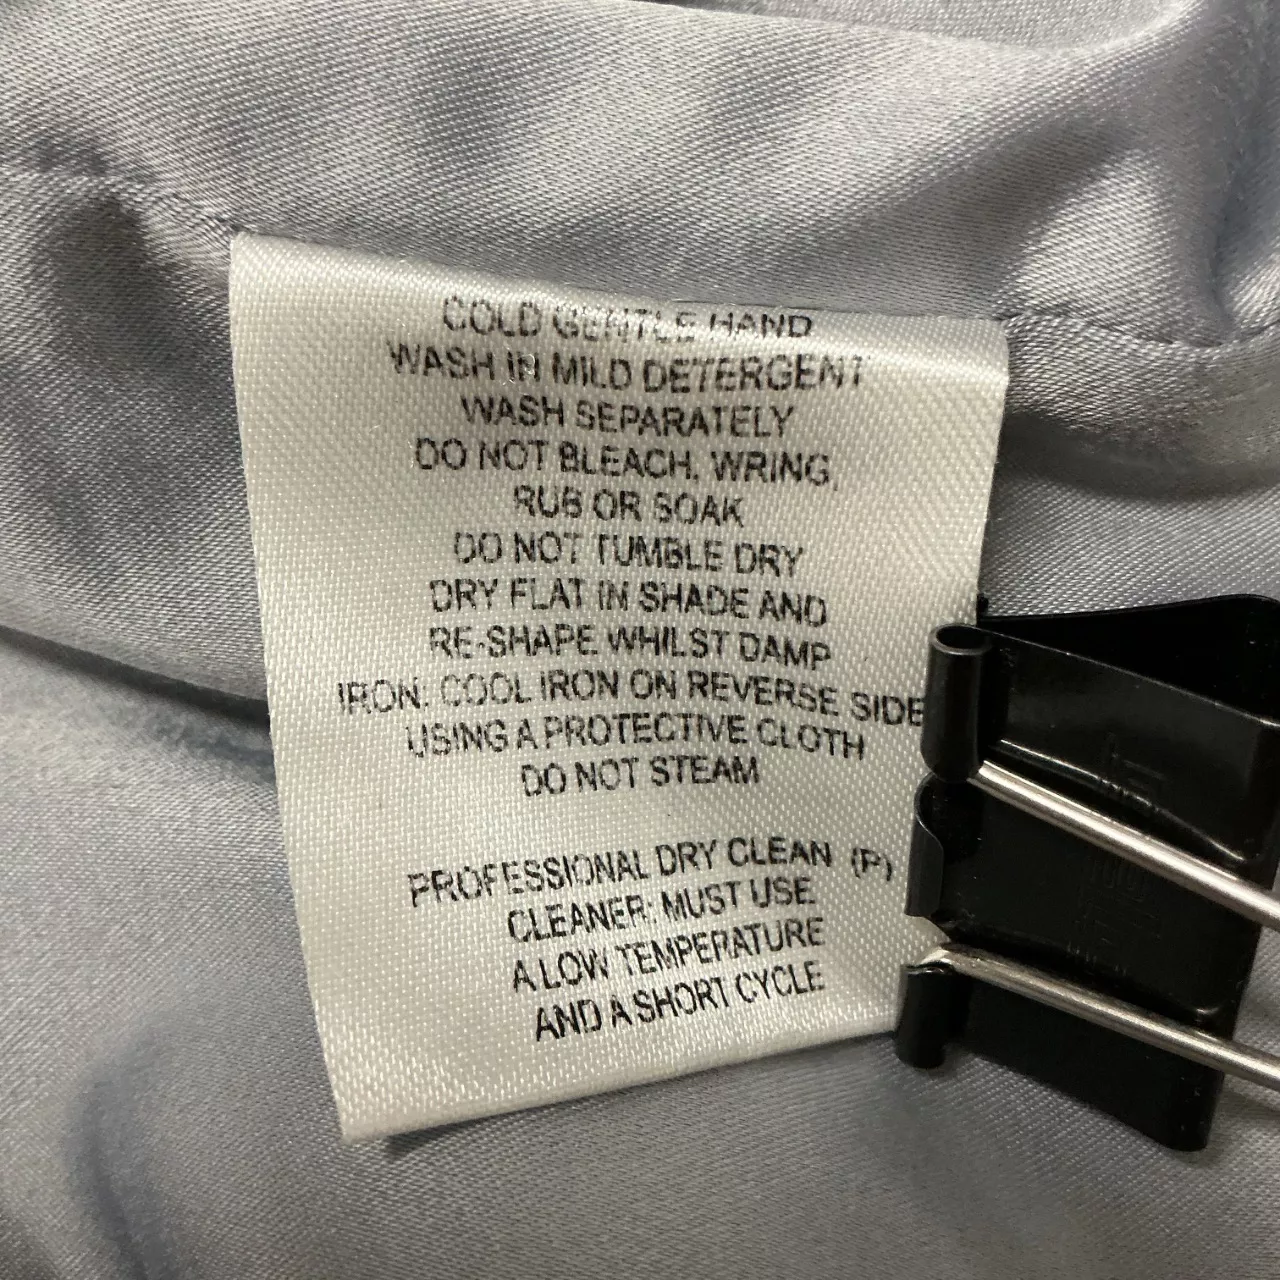 COLD GENTLE HAND
WASH IN MILD DETERGENT
WASH SEPARATELY
DO NOT BLEACH, WRING,
RUB OR SOAK
DO NOT TUMBLE DRY
DRY FLAT IN SHADE AND
RE-SHAPE WHILST DAMP
IRON: COOL IRON ON REVERSE SIDE
USING A PROTECTIVE CLOTH
DO NOT STEAM
PROFESSIONAL DRY CLEAN (P)
CLEANER: MUST USE
A LOW TEMPERATURE
AND A SHORT CYCLE